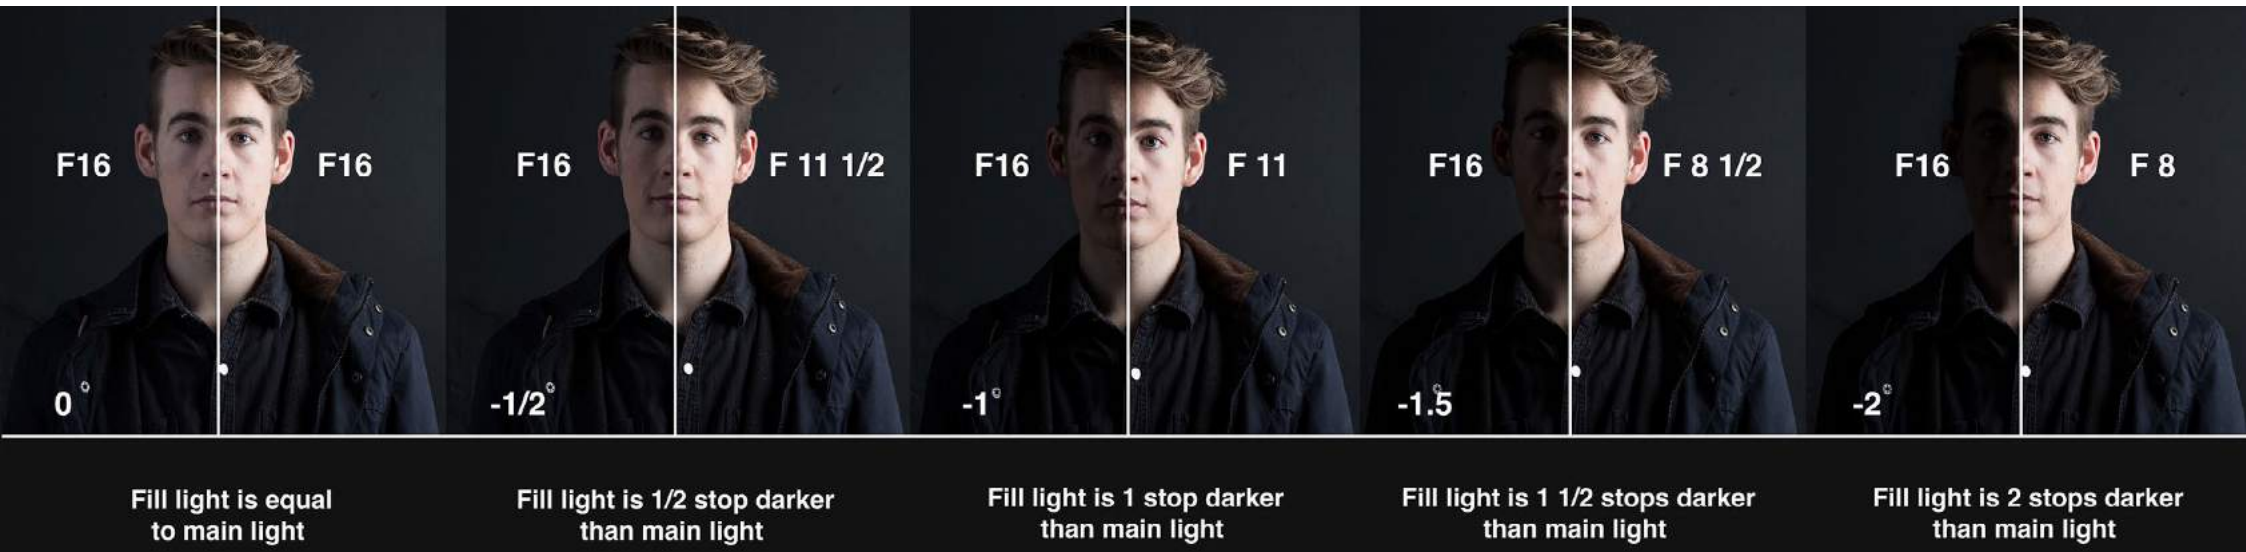 F16
F16
0°
Fill light is equal
to main light
F16
F 11 1/2
-1/2°
Fill light is 1/2 stop darker
than main light
F16
F 11
-1°
Fill light is 1 stop darker
than main light
F16
F 8 1/2
-1.5
Fill light is 1 1/2 stops darker
than main light
F16
F 8
-2°
Fill light is 2 stops darker
than main light